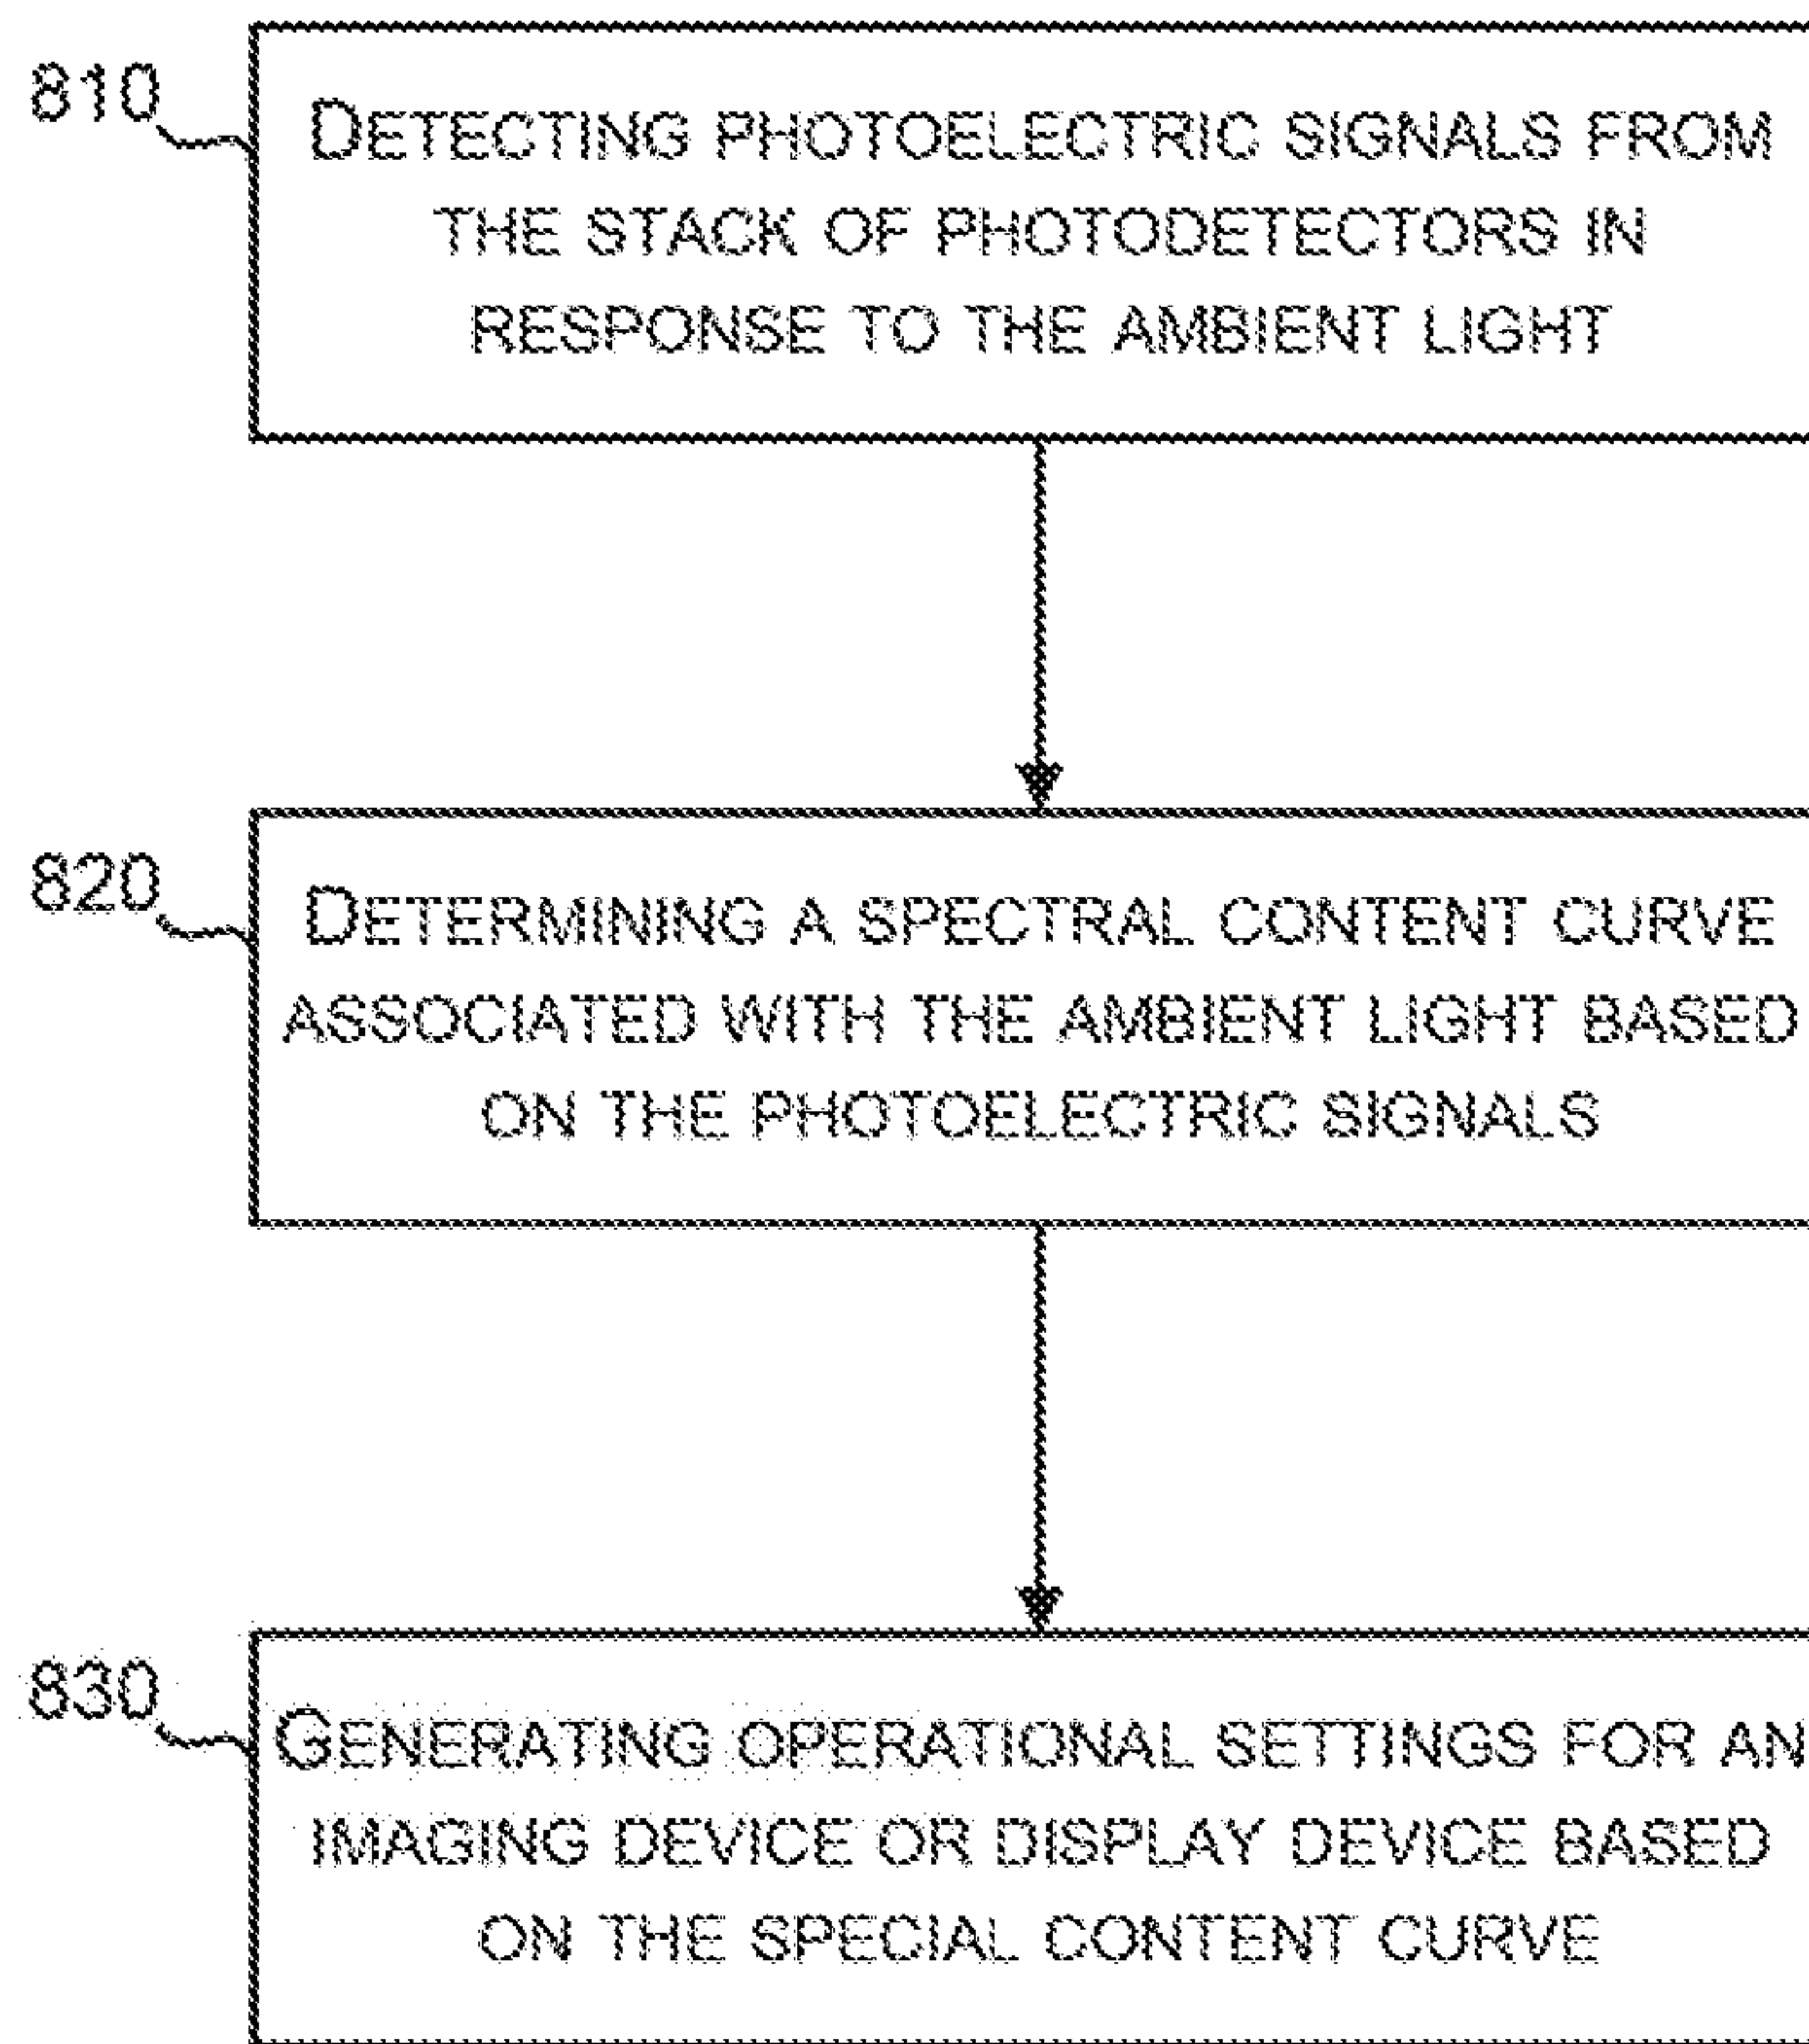 810
DETECTING PHOTOELECTRIC SIGNALS FROM
THE STACK OF PHOTODETECTORS IN
RESPONSE TO THE AMBIENT LIGHT
820
DETERMINING A SPECTRAL CONTENT CURVE
ASSOCIATED WITH THE AMBIENT LIGHT BASED
ON THE PHOTOELECTRIC SIGNALS
830
GENERATING OPERATIONAL SETTINGS FOR AN
IMAGING DEVICE OR DISPLAY DEVICE BASED
ON THE SPECIAL CONTENT CURVE